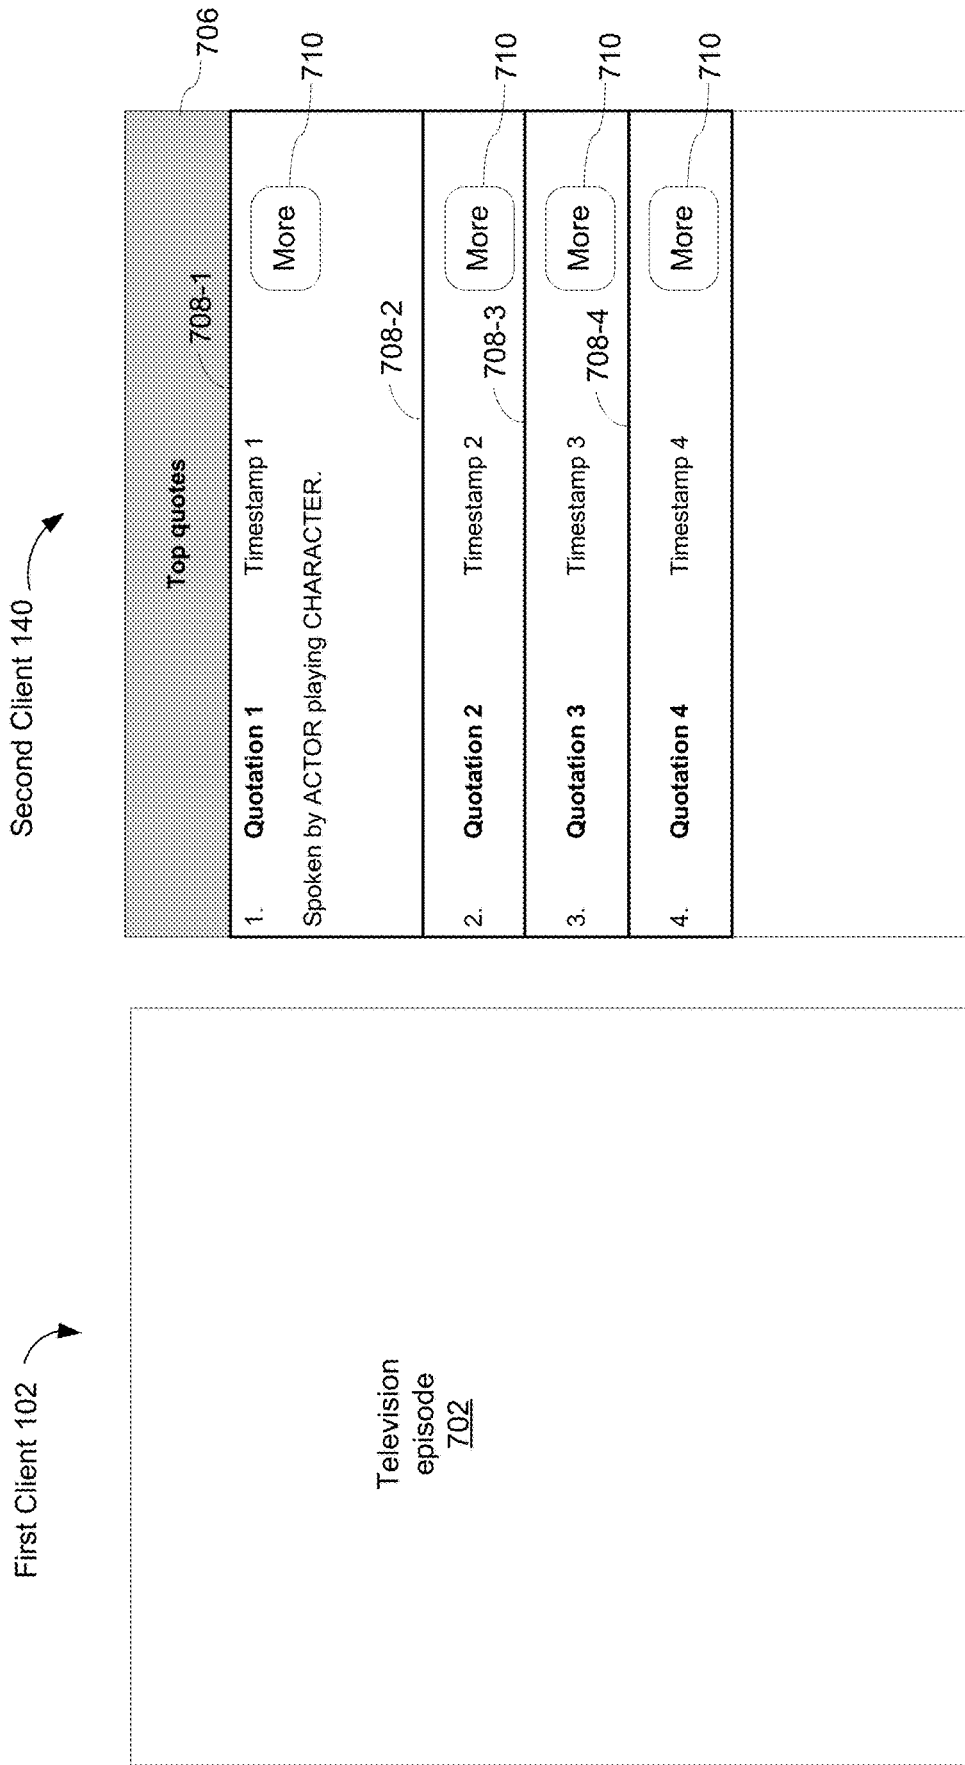 First Client 102
Television
episode
702
Second Client 140
Top quotes
706
708-1
1. Quotation 1 Timestamp 1 More 710
Spoken by ACTOR playing CHARACTER.
708-2
2. Quotation 2 Timestamp 2 More 710
708-3
3. Quotation 3 Timestamp 3 More 710
708-4
4. Quotation 4 Timestamp 4 More 710